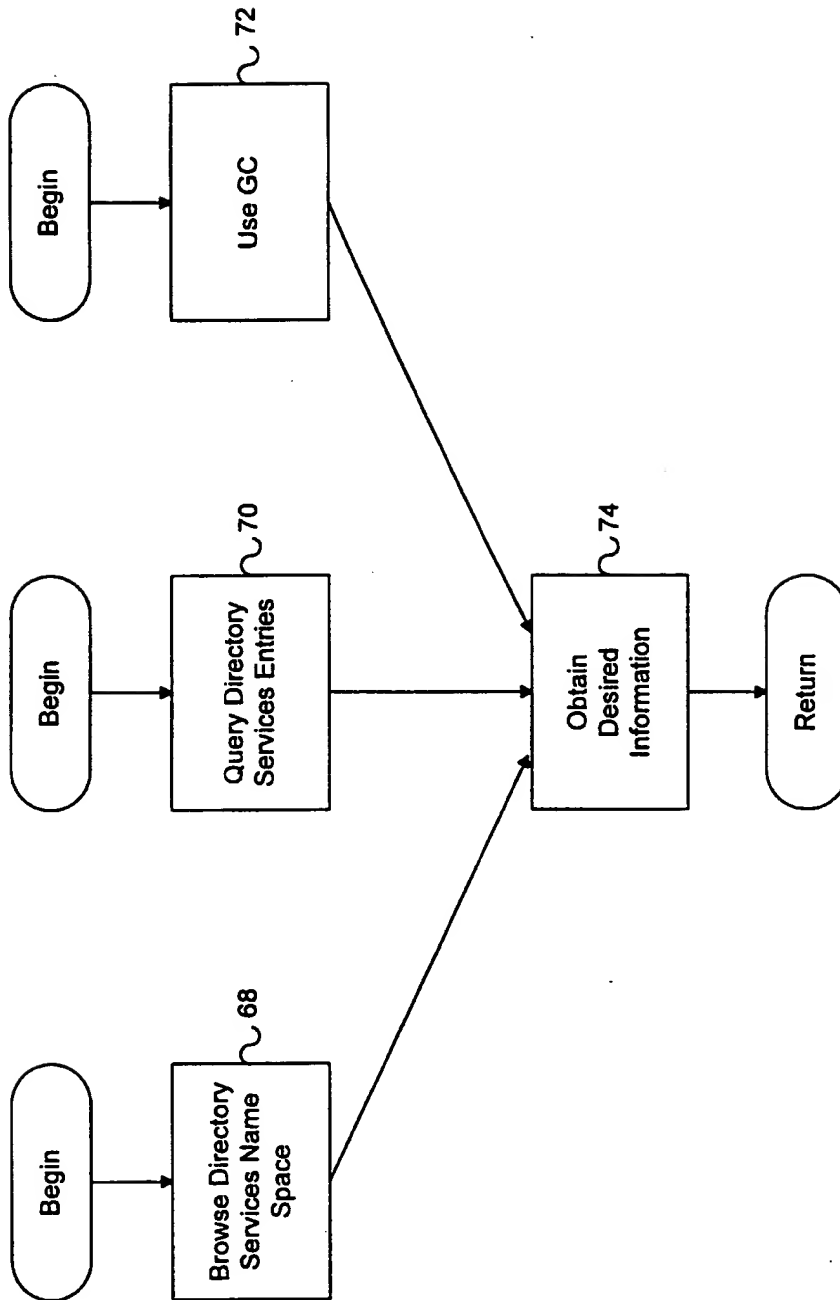 Begin
Browse Directory
Services Name
Space
68
Begin
Query Directory
Services Entries
70
Begin
Use GC
72
Obtain
Desired
Information
74
Return